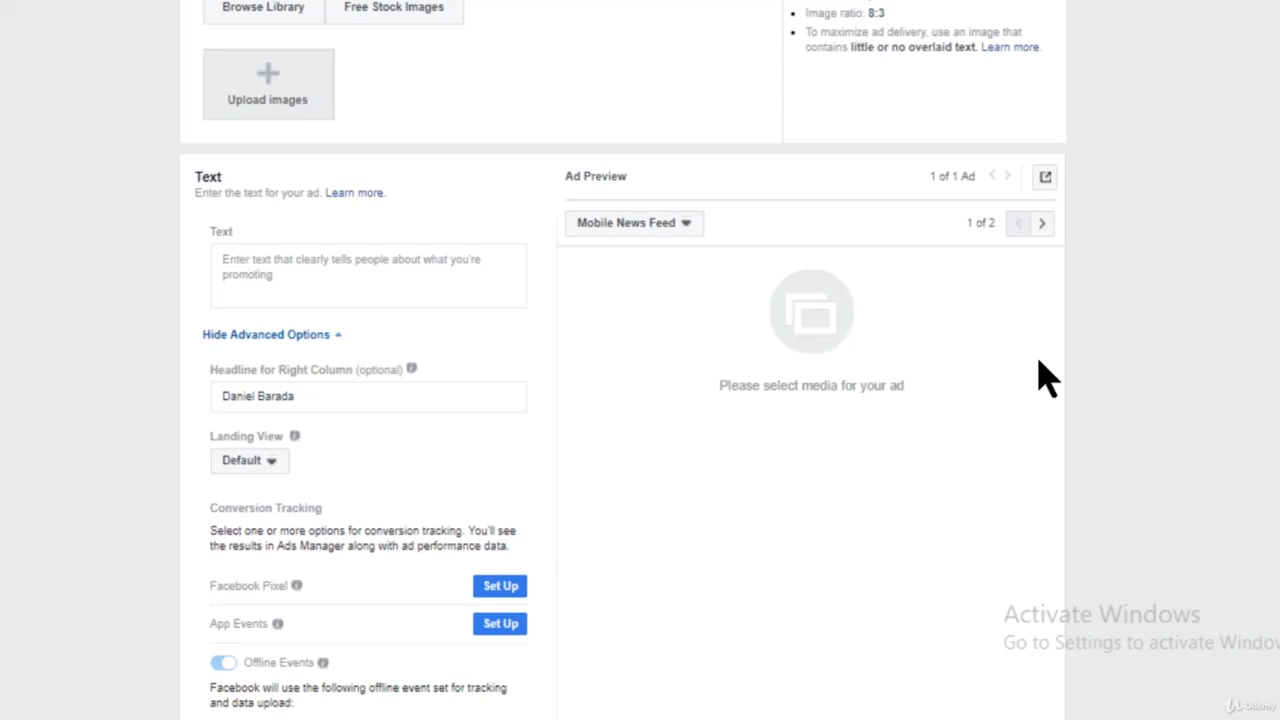 Browse Library
Free Stock Images
Image ratio: 8:3
To maximize ad delivery, use an image that
contains little or no overlaid text. Learn more.
Upload images
Text
Enter the text for your ad. Learn more.
Text
Enter text that clearly tells people about what you're
promoting
Hide Advanced Options
Headline for Right Column (optional)
Daniel Barada
Landing View
Default
Conversion Tracking
Select one or more options for conversion tracking. You'll see
the results in Ads Manager along with ad performance data.
Facebook Pixel
Set Up
App Events
Set Up
Offline Events
Facebook will use the following offline event set for tracking
and data upload:
Ad Preview
1 of 1 Ad
Mobile News Feed
1 of 2
Please select media for your ad
Activate Windows
Go to Settings to activate Windo
Udemy